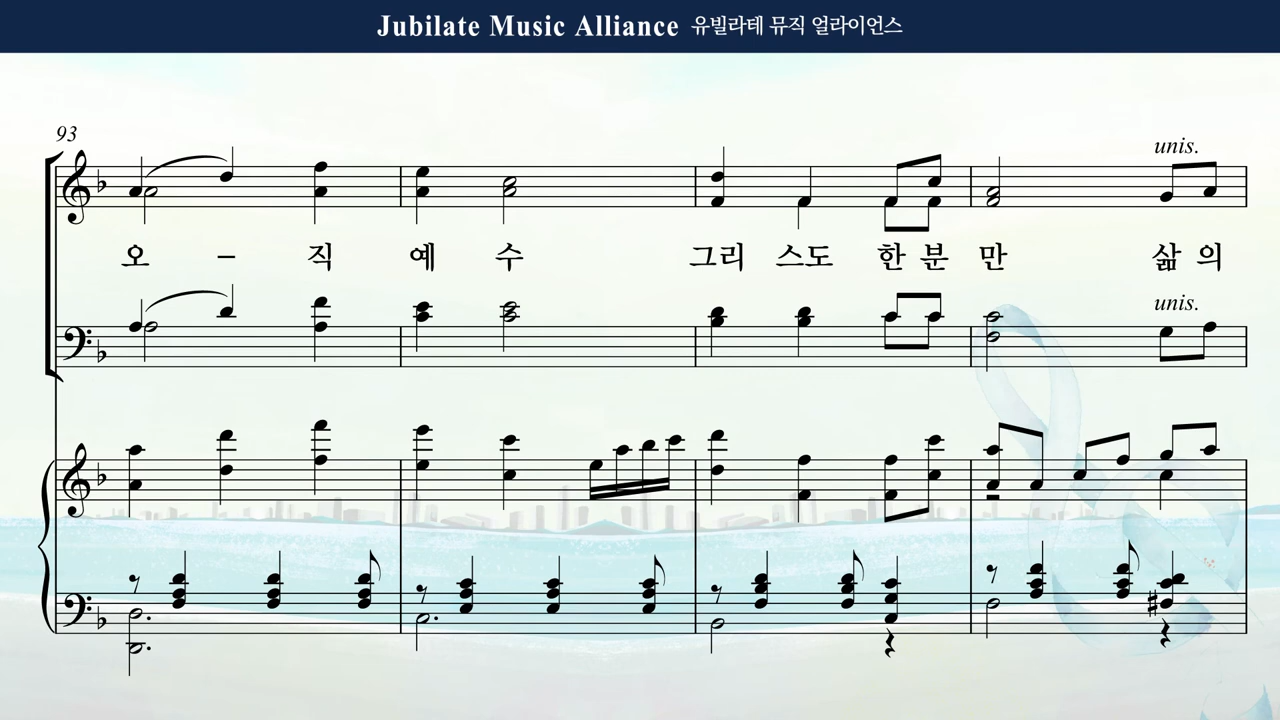 Jubilate Music Alliance 유빌라테 뮤직 얼라이언스
93
unis.
오 – 직 예 수 그리 스도 한 분 만 삶 의
unis.